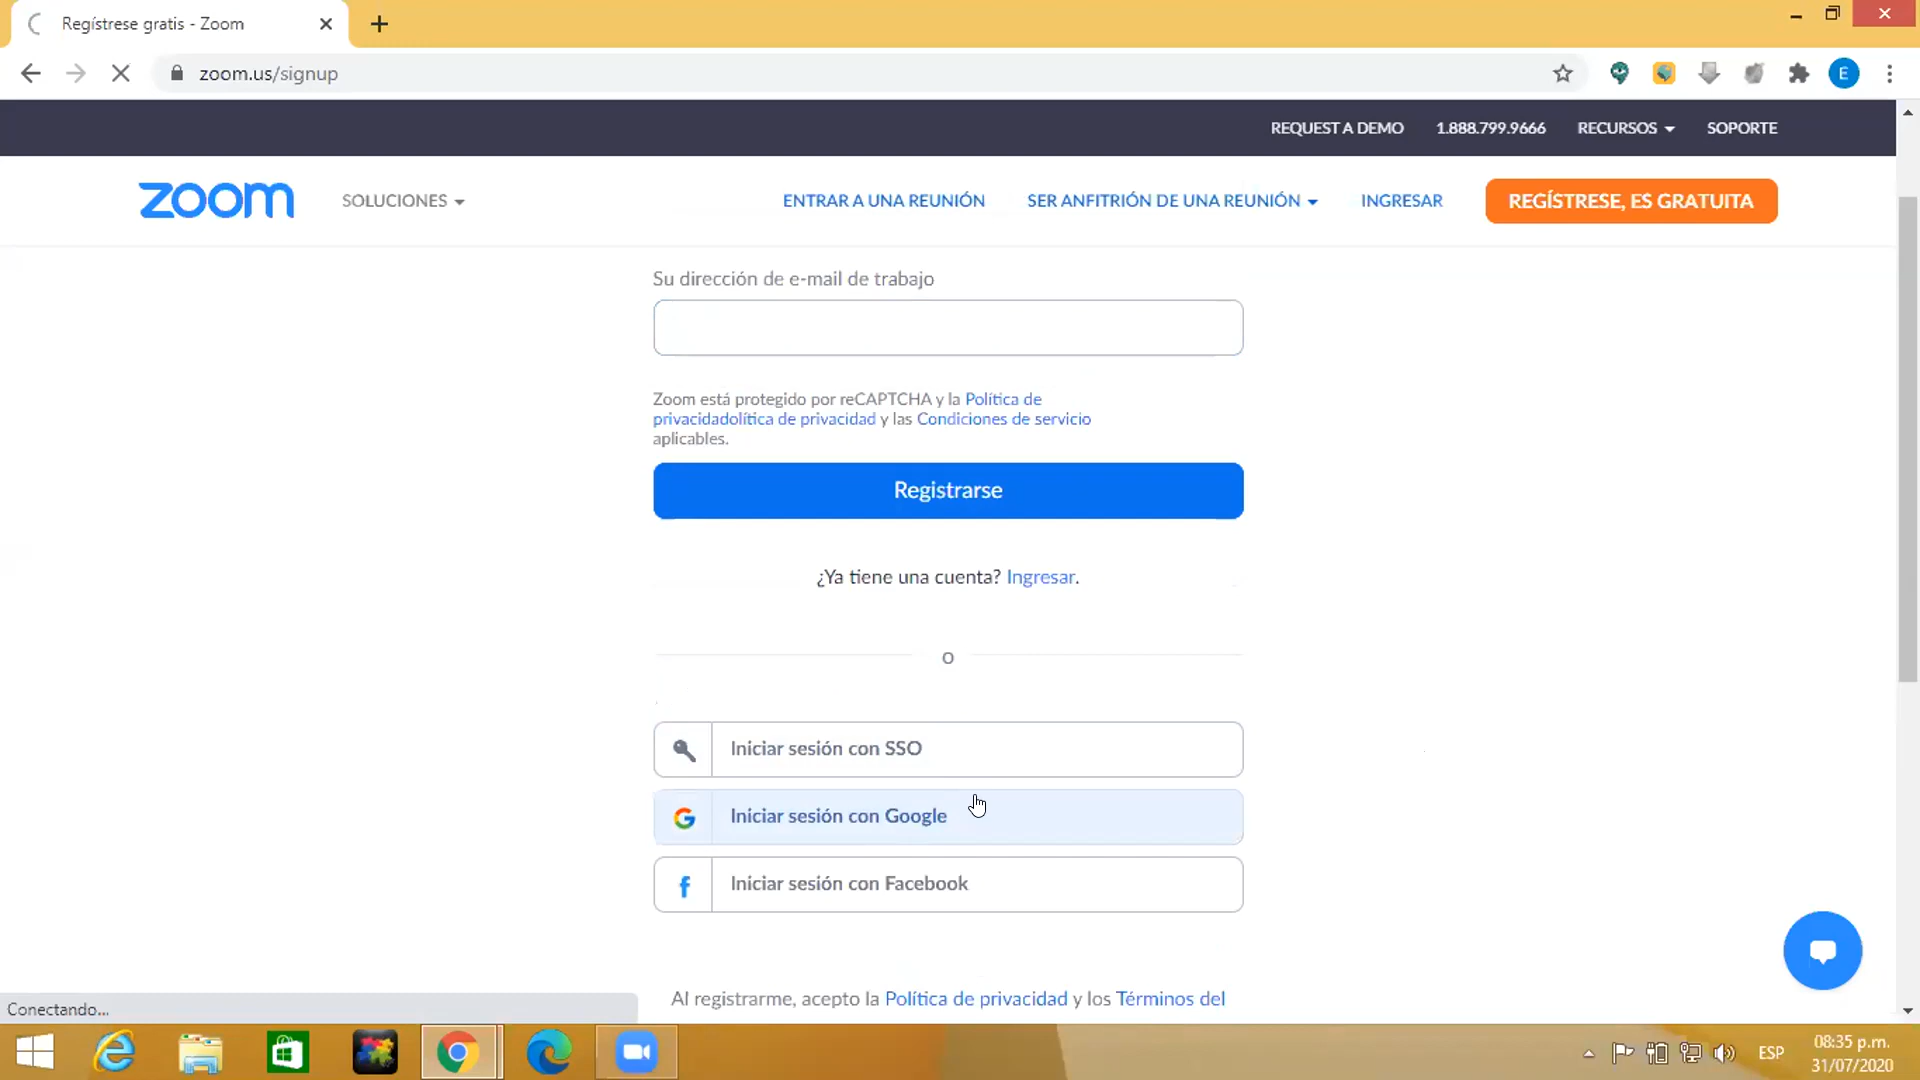 Regístrese gratis - Zoom
zoom.us/signup
E
REQUEST A DEMO 1.888.799.9666 RECURSOS SOPORTE
zoom SOLUCIONES ENTRAR A UNA REUNIÓN SER ANFITRIÓN DE UNA REUNIÓN INGRESAR REGÍSTRESE, ES GRATUITA
Su dirección de e-mail de trabajo
Zoom está protegido por reCAPTCHA y la Política de
privacidadolítica de privacidad y las Condiciones de servicio
aplicables.
Registrarse
¿Ya tiene una cuenta? Ingresar.
O
Iniciar sesión con SSO
Iniciar sesión con Google
Iniciar sesión con Facebook
Al registrarme, acepto la Política de privacidad y los Términos del
Conectando...
ESP
08:35 p.m.
31/07/2020